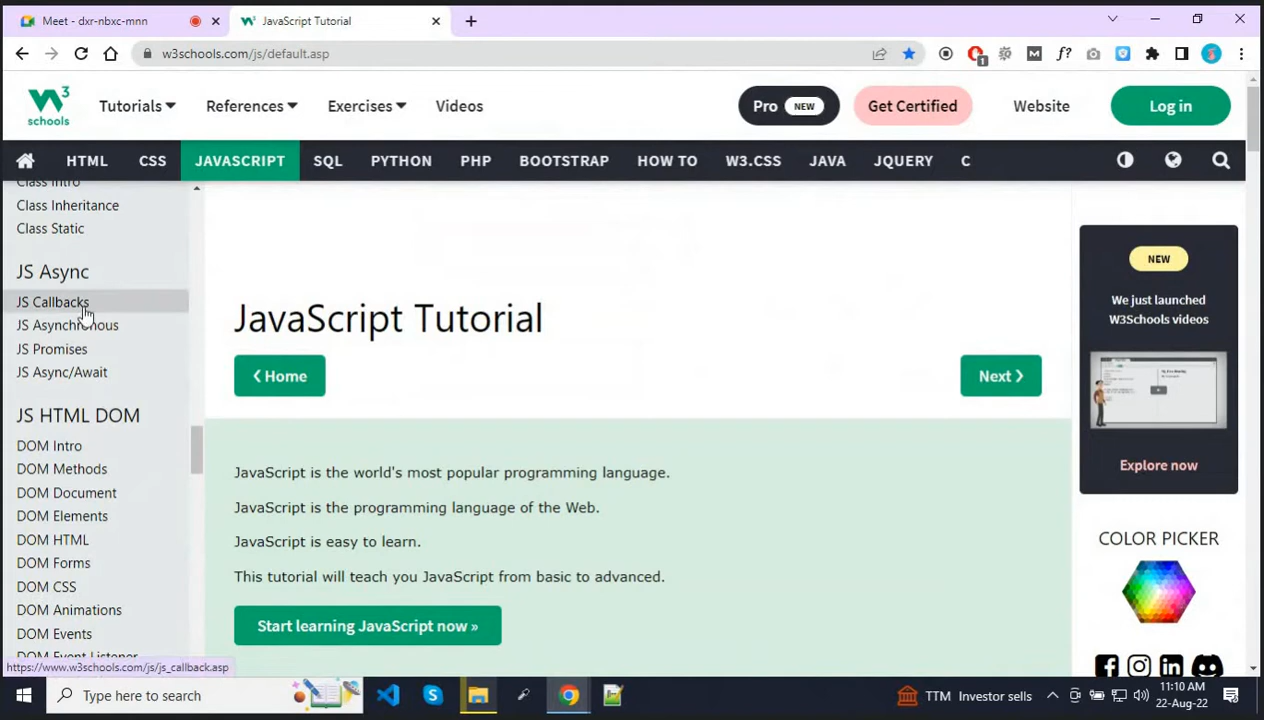 Meet - dxr-nbxc-mnn
JavaScript Tutorial
w3schools.com/js/default.asp
1
schools
Tutorials
References
Exercises
Videos
Pro NEW
Get Certified
Website
Log in
HTML
CSS
JAVASCRIPT
SQL
PYTHON
PHP
BOOTSTRAP
HOW TO
W3.CSS
JAVA
JQUERY
C
Class Intro
Class Inheritance
Class Static
JS Async
JS Callbacks
JS Asynchronous
JS Promises
JS Async/Await
JS HTML DOM
DOM Intro
DOM Methods
DOM Document
DOM Elements
DOM HTML
DOM Forms
DOM CSS
DOM Animations
DOM Events
DOM Event Listener
https://www.w3schools.com/js/js_callback.asp
JavaScript Tutorial
❮ Home
Next ❯
JavaScript is the world's most popular programming language.
JavaScript is the programming language of the Web.
JavaScript is easy to learn.
This tutorial will teach you JavaScript from basic to advanced.
Start learning JavaScript now »
NEW
We just launched
W3Schools videos
Explore now
COLOR PICKER
Type here to search
TTM Investor sells
11:10 AM
22-Aug-22